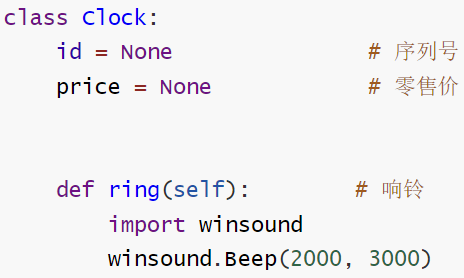 class Clock:
    id = None               # 序列号
    price = None            # 零售价
    def ring(self):        # 响铃
        import winsound
        winsound.Beep(2000, 3000)